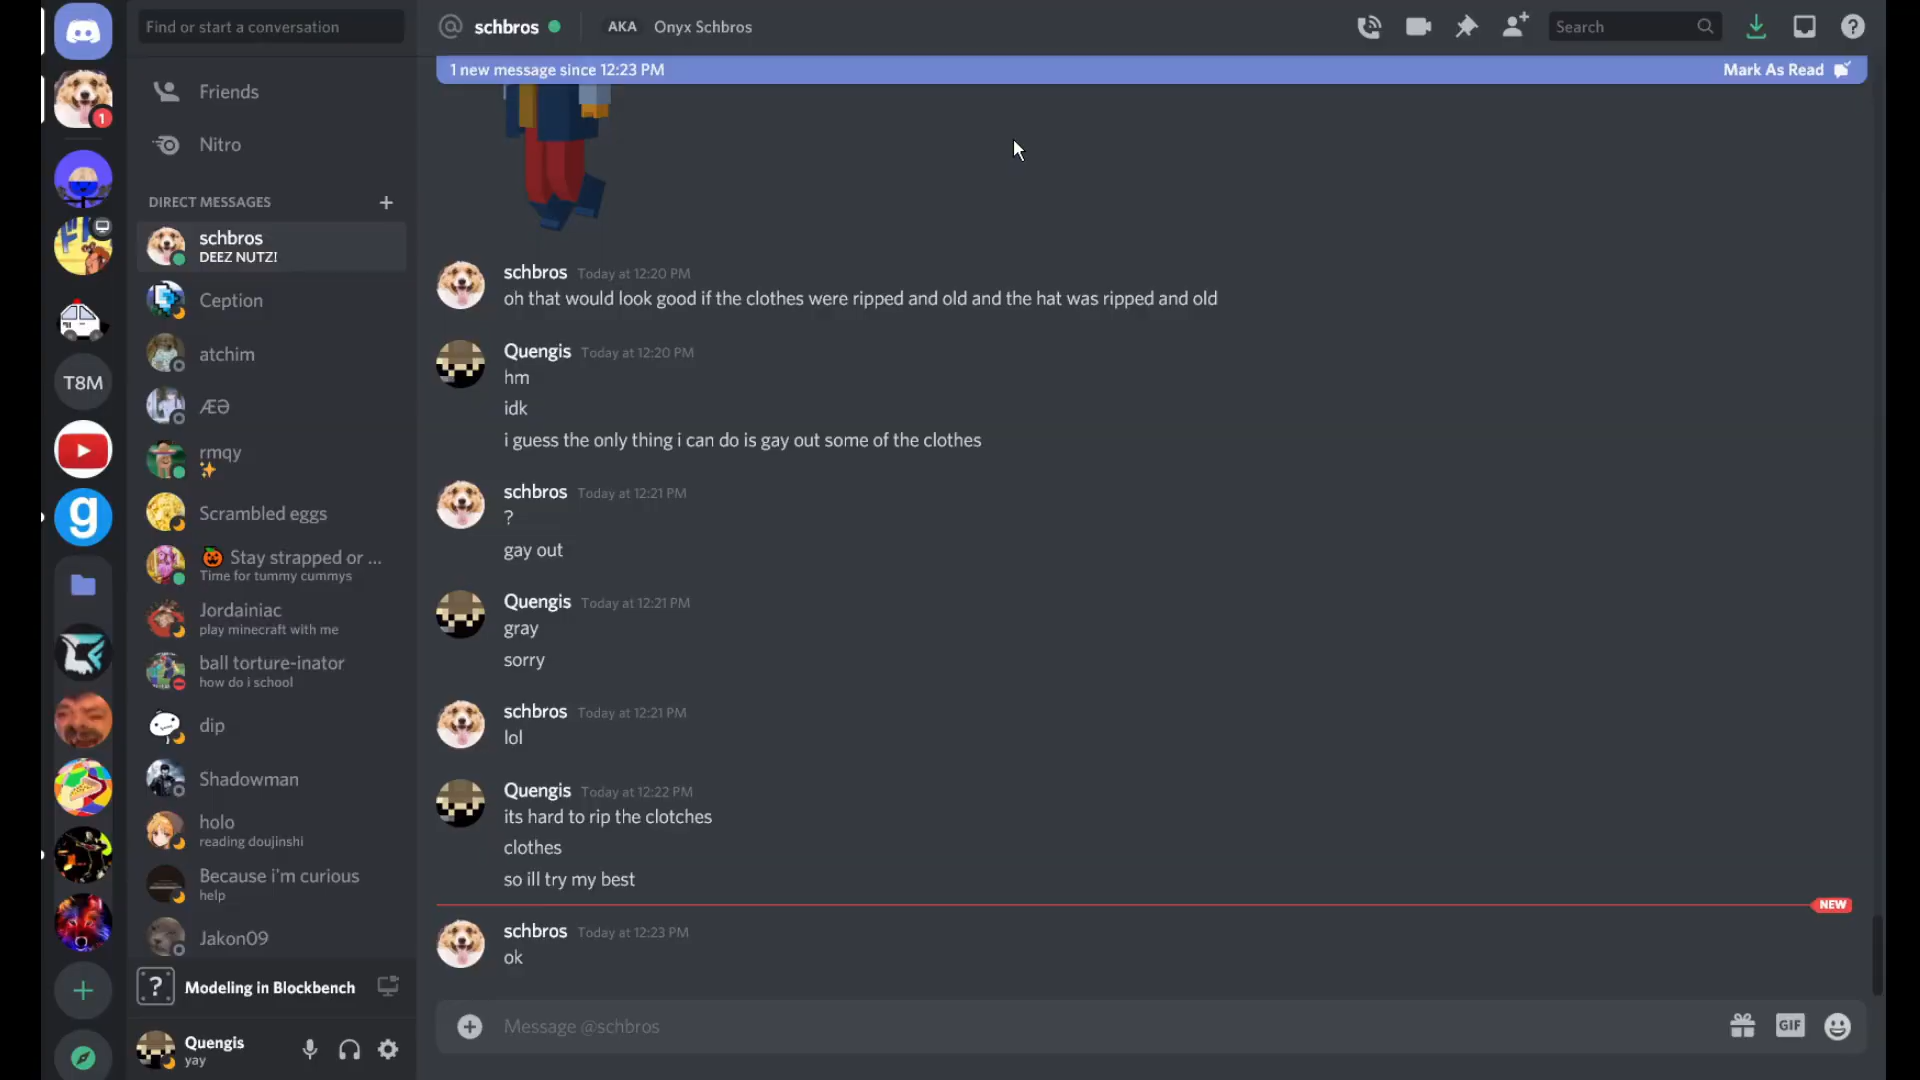 Find or start a conversation
schbros
AKA
Onyx Schbros
Search
1 new message since 12:23 PM
Mark As Read
1
Friends
Nitro
DIRECT MESSAGES
schbros
DEEZ NUTZ!
Ception
atchim
ÆƏ
rmqy
Scrambled eggs
🎃 Stay strapped or ...
Time for tummy cummys
Jordainiac
play minecraft with me
ball torture-inator
how do i school
dip
Shadowman
holo
reading doujinshi
Because i'm curious
help
Jakon09
Modeling in Blockbench
Quengis
yay
T8M
g
schbros Today at 12:20 PM
oh that would look good if the clothes were ripped and old and the hat was ripped and old
Quengis Today at 12:20 PM
hm
idk
i guess the only thing i can do is gay out some of the clothes
schbros Today at 12:21 PM
?
gay out
Quengis Today at 12:21 PM
gray
sorry
schbros Today at 12:21 PM
lol
Quengis Today at 12:22 PM
its hard to rip the clotches
clothes
so ill try my best
NEW
schbros Today at 12:23 PM
ok
Message @schbros
GIF